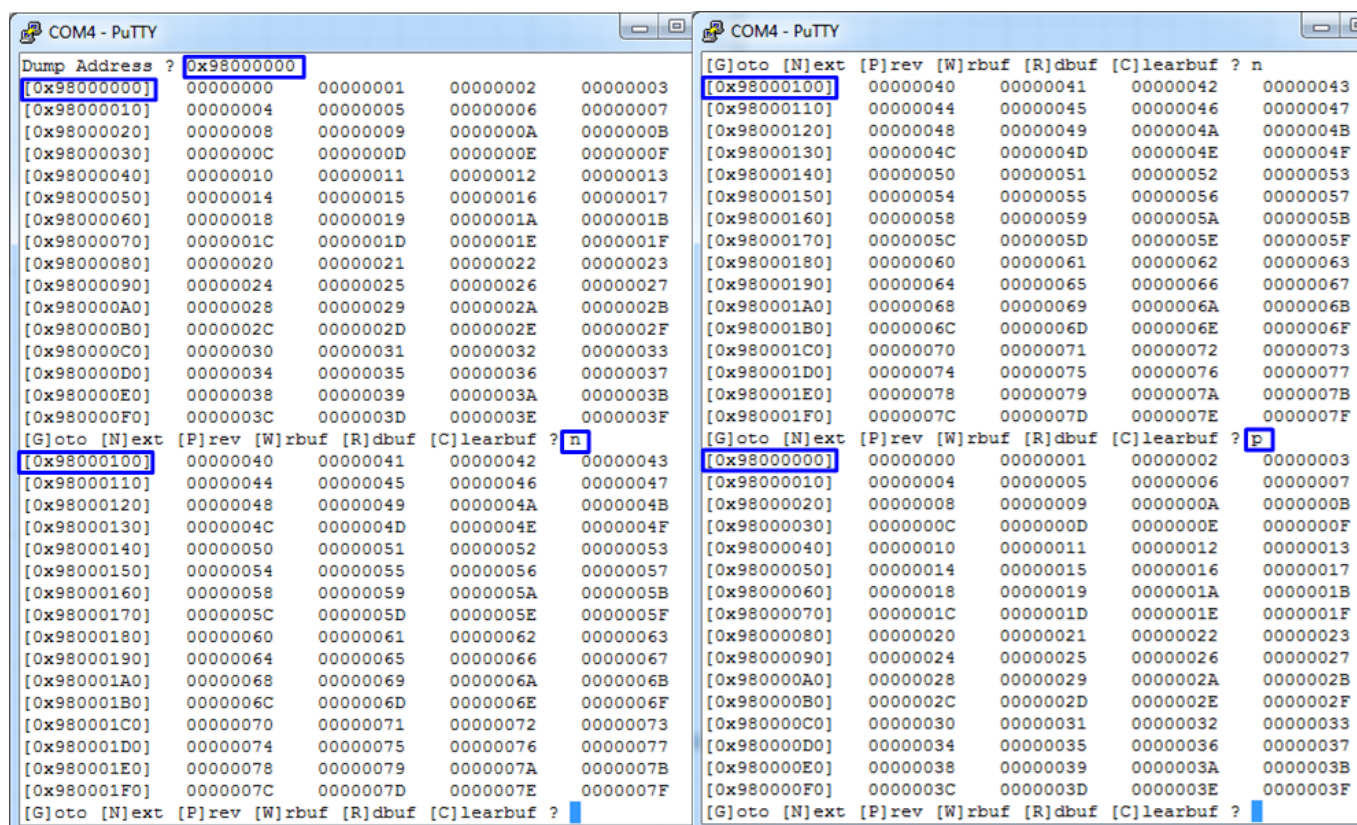 COM4 - PuTTY
Dump Address ? 0x98000000
[0x98000000] 00000000 00000001 00000002 00000003
[0x98000010] 00000004 00000005 00000006 00000007
[0x98000020] 00000008 00000009 0000000A 0000000B
[0x98000030] 0000000C 0000000D 0000000E 0000000F
[0x98000040] 00000010 00000011 00000012 00000013
[0x98000050] 00000014 00000015 00000016 00000017
[0x98000060] 00000018 00000019 0000001A 0000001B
[0x98000070] 0000001C 0000001D 0000001E 0000001F
[0x98000080] 00000020 00000021 00000022 00000023
[0x98000090] 00000024 00000025 00000026 00000027
[0x980000A0] 00000028 00000029 0000002A 0000002B
[0x980000B0] 0000002C 0000002D 0000002E 0000002F
[0x980000C0] 00000030 00000031 00000032 00000033
[0x980000D0] 00000034 00000035 00000036 00000037
[0x980000E0] 00000038 00000039 0000003A 0000003B
[0x980000F0] 0000003C 0000003D 0000003E 0000003F
[G]oto [N]ext [P]rev [W]rbuf [R]dbuf [C]learbuf ? n
[0x98000100] 00000040 00000041 00000042 00000043
[0x98000110] 00000044 00000045 00000046 00000047
[0x98000120] 00000048 00000049 0000004A 0000004B
[0x98000130] 0000004C 0000004D 0000004E 0000004F
[0x98000140] 00000050 00000051 00000052 00000053
[0x98000150] 00000054 00000055 00000056 00000057
[0x98000160] 00000058 00000059 0000005A 0000005B
[0x98000170] 0000005C 0000005D 0000005E 0000005F
[0x98000180] 00000060 00000061 00000062 00000063
[0x98000190] 00000064 00000065 00000066 00000067
[0x980001A0] 00000068 00000069 0000006A 0000006B
[0x980001B0] 0000006C 0000006D 0000006E 0000006F
[0x980001C0] 00000070 00000071 00000072 00000073
[0x980001D0] 00000074 00000075 00000076 00000077
[0x980001E0] 00000078 00000079 0000007A 0000007B
[0x980001F0] 0000007C 0000007D 0000007E 0000007F
[G]oto [N]ext [P]rev [W]rbuf [R]dbuf [C]learbuf ?
COM4 - PuTTY
[G]oto [N]ext [P]rev [W]rbuf [R]dbuf [C]learbuf ? n
[0x98000100] 00000040 00000041 00000042 00000043
[0x98000110] 00000044 00000045 00000046 00000047
[0x98000120] 00000048 00000049 0000004A 0000004B
[0x98000130] 0000004C 0000004D 0000004E 0000004F
[0x98000140] 00000050 00000051 00000052 00000053
[0x98000150] 00000054 00000055 00000056 00000057
[0x98000160] 00000058 00000059 0000005A 0000005B
[0x98000170] 0000005C 0000005D 0000005E 0000005F
[0x98000180] 00000060 00000061 00000062 00000063
[0x98000190] 00000064 00000065 00000066 00000067
[0x980001A0] 00000068 00000069 0000006A 0000006B
[0x980001B0] 0000006C 0000006D 0000006E 0000006F
[0x980001C0] 00000070 00000071 00000072 00000073
[0x980001D0] 00000074 00000075 00000076 00000077
[0x980001E0] 00000078 00000079 0000007A 0000007B
[0x980001F0] 0000007C 0000007D 0000007E 0000007F
[G]oto [N]ext [P]rev [W]rbuf [R]dbuf [C]learbuf ? p
[0x98000000] 00000000 00000001 00000002 00000003
[0x98000010] 00000004 00000005 00000006 00000007
[0x98000020] 00000008 00000009 0000000A 0000000B
[0x98000030] 0000000C 0000000D 0000000E 0000000F
[0x98000040] 00000010 00000011 00000012 00000013
[0x98000050] 00000014 00000015 00000016 00000017
[0x98000060] 00000018 00000019 0000001A 0000001B
[0x98000070] 0000001C 0000001D 0000001E 0000001F
[0x98000080] 00000020 00000021 00000022 00000023
[0x98000090] 00000024 00000025 00000026 00000027
[0x980000A0] 00000028 00000029 0000002A 0000002B
[0x980000B0] 0000002C 0000002D 0000002E 0000002F
[0x980000C0] 00000030 00000031 00000032 00000033
[0x980000D0] 00000034 00000035 00000036 00000037
[0x980000E0] 00000038 00000039 0000003A 0000003B
[0x980000F0] 0000003C 0000003D 0000003E 0000003F
[G]oto [N]ext [P]rev [W]rbuf [R]dbuf [C]learbuf ?